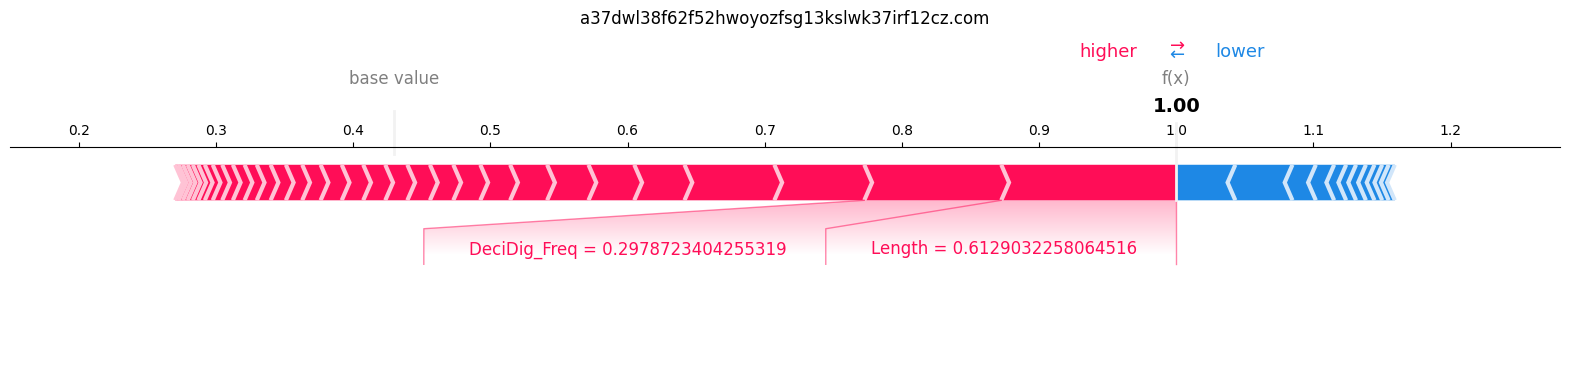 a37dwl38f62f52hwoyozfsg13kslwk37irf12cz.com
higher ⇄ lower
base value f(x)
1.00
0.2 0.3 0.4 0.5 0.6 0.7 0.8 0.9 1.0 1.1 1.2
DeciDig_Freq = 0.2978723404255319 Length = 0.6129032258064516